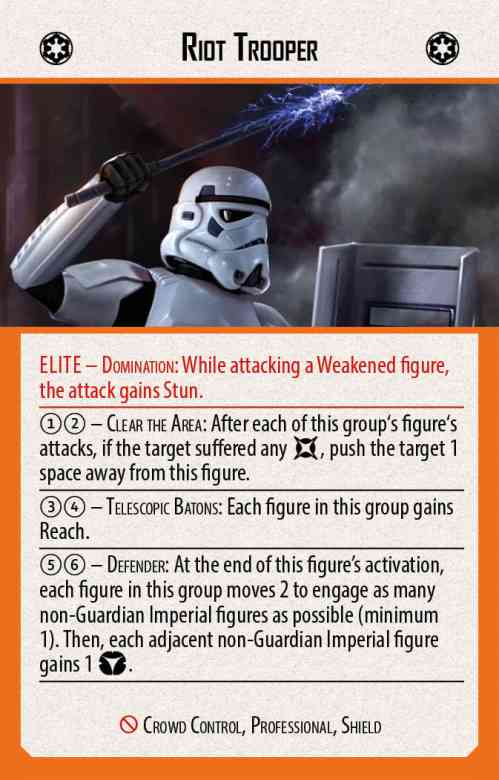 Riot Trooper
ELITE – Domination: While attacking a Weakened figure,
the attack gains Stun.
①② – Clear the Area: After each of this group‘s figure‘s
attacks, if the target suffered any , push the target 1
space away from this figure.
③④ – Telescopic Batons: Each figure in this group gains
Reach.
⑤⑥ – Defender: At the end of this figure’s activation,
each figure in this group moves 2 to engage as many
non-Guardian Imperial figures as possible (minimum
1). Then, each adjacent non-Guardian Imperial figure
gains 1 .
Crowd Control, Professional, Shield